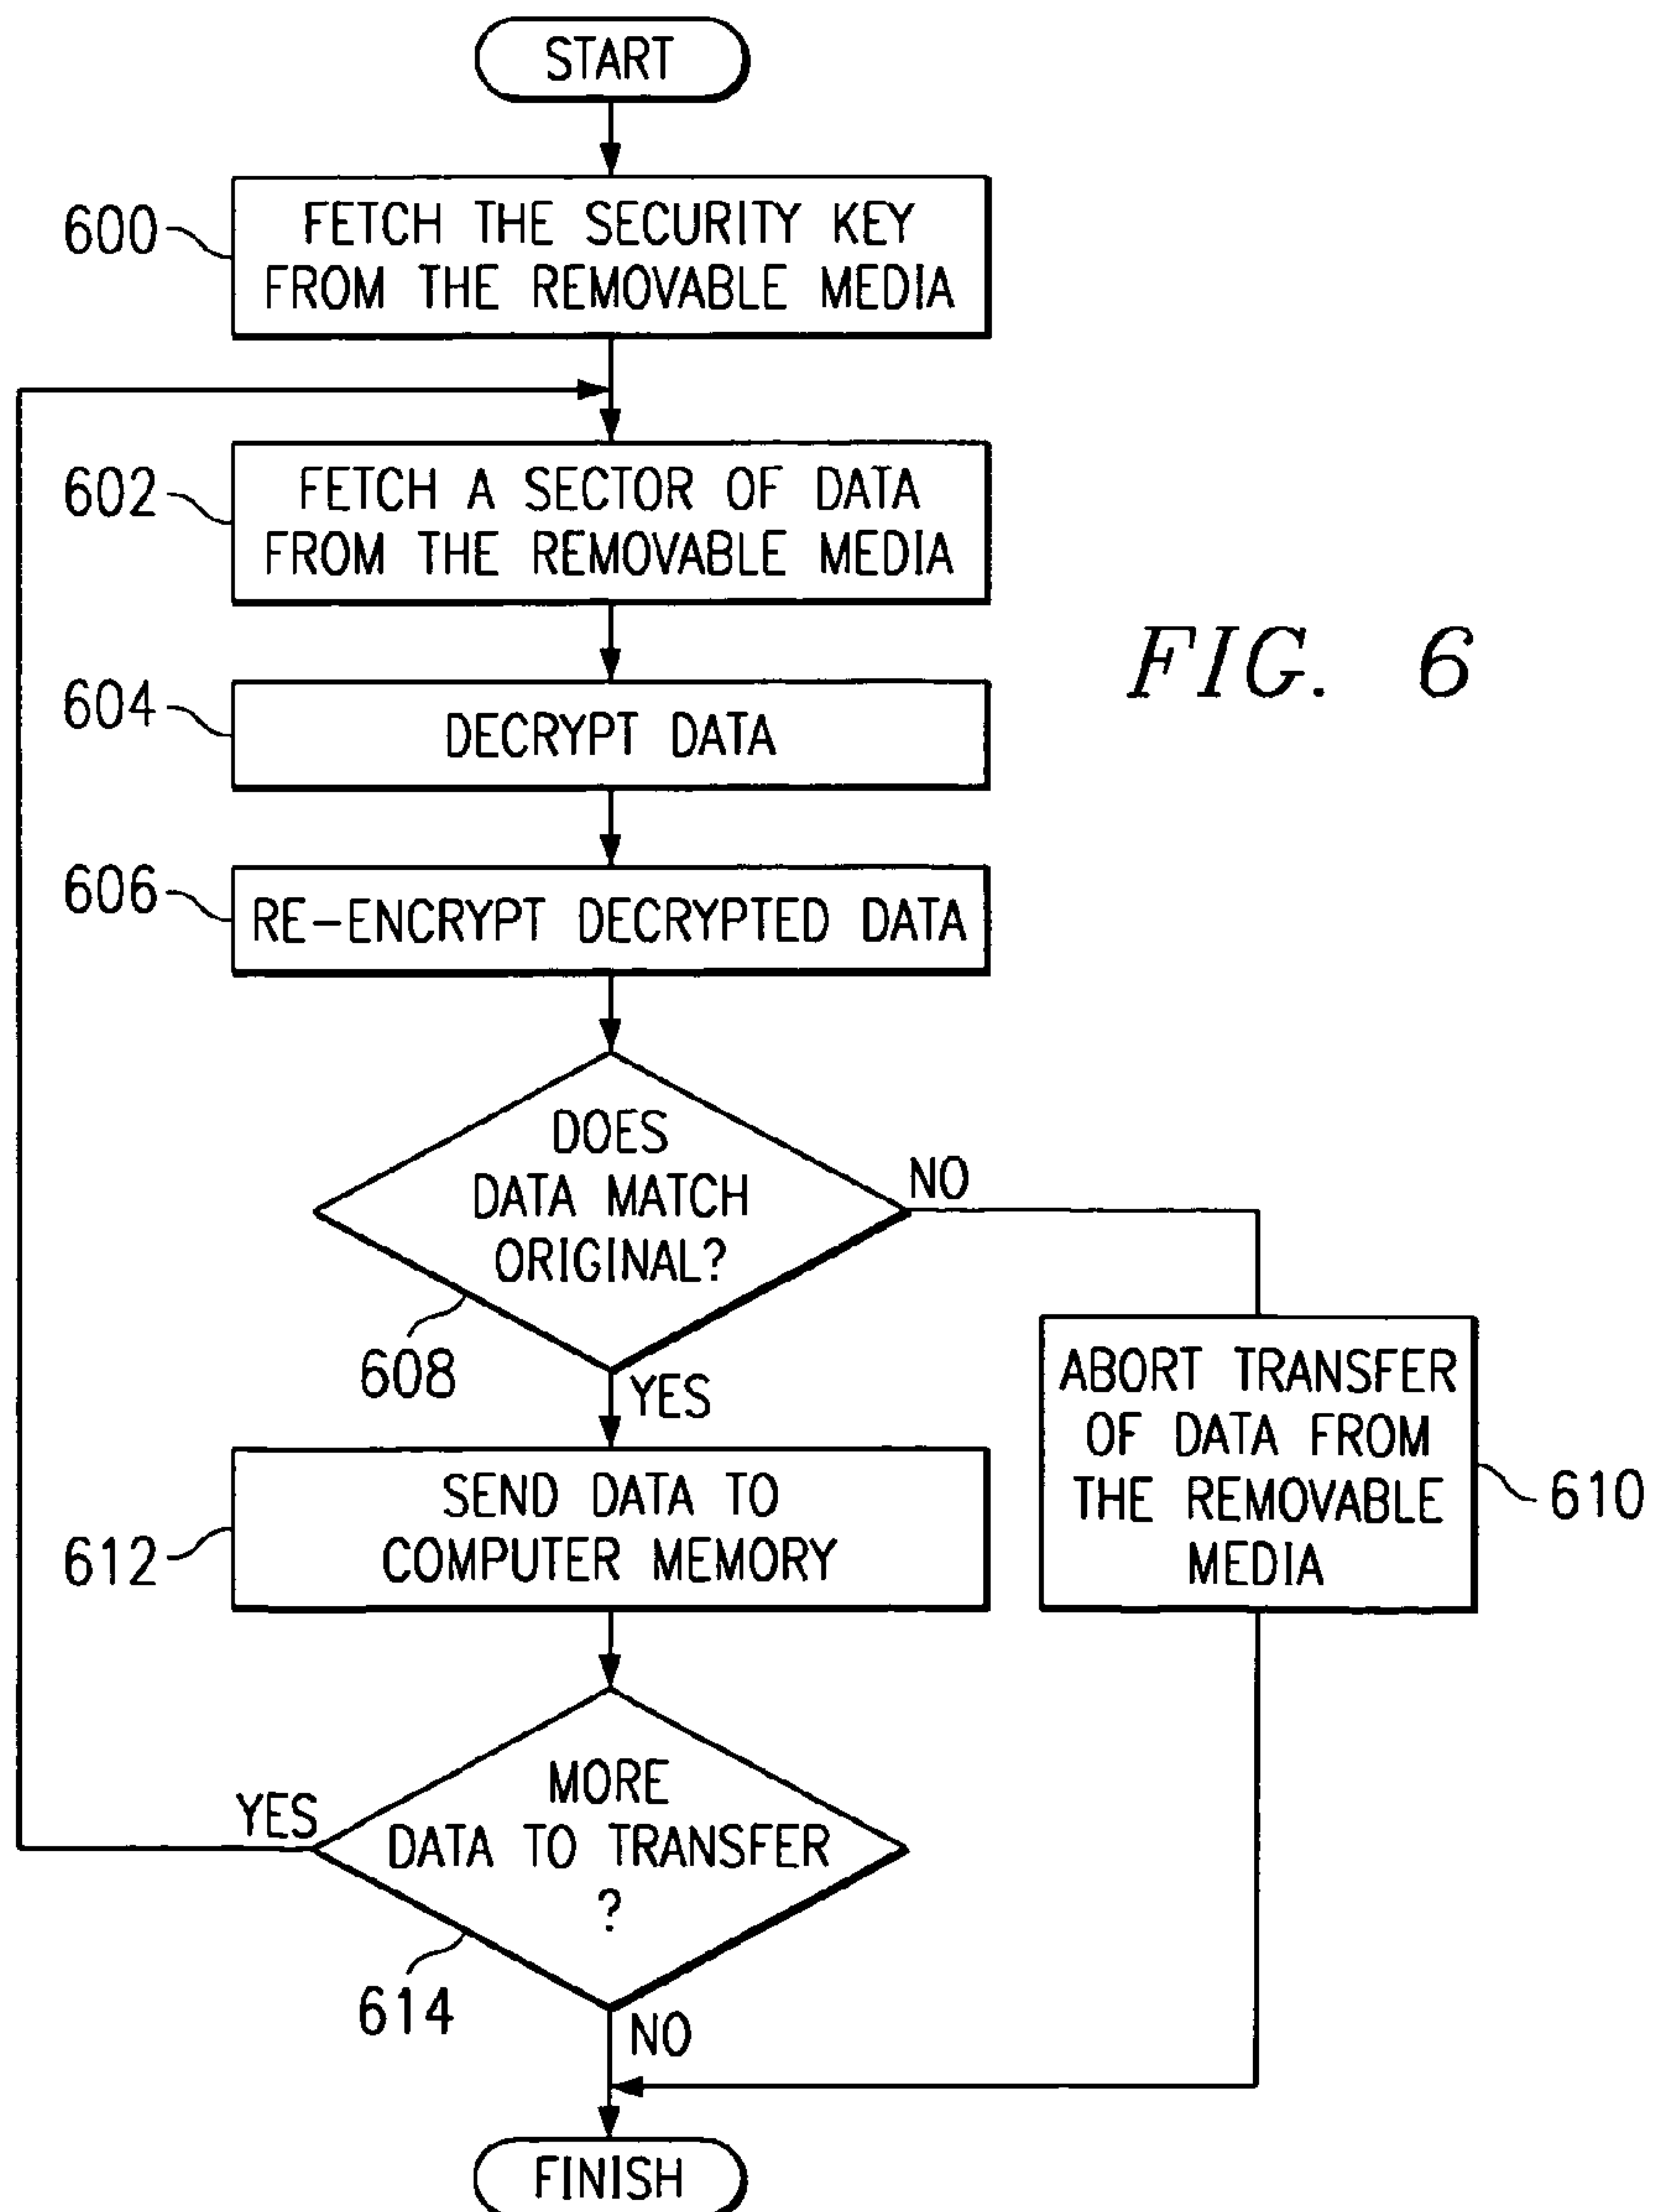 START
600
FETCH THE SECURITY KEY
FROM THE REMOVABLE MEDIA
602
FETCH A SECTOR OF DATA
FROM THE REMOVABLE MEDIA
FIG. 6
604
DECRYPT DATA
606
RE-ENCRYPT DECRYPTED DATA
DOES
DATA MATCH
ORIGINAL?
NO
608
YES
ABORT TRANSFER
OF DATA FROM
THE REMOVABLE
MEDIA
610
612
SEND DATA TO
COMPUTER MEMORY
MORE
DATA TO TRANSFER
?
YES
614
NO
FINISH